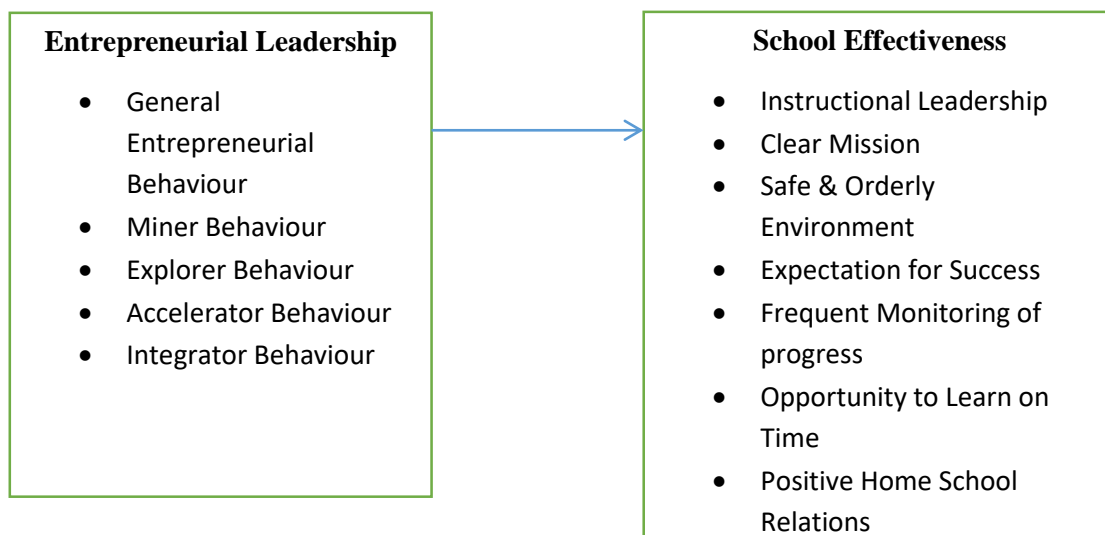 Entrepreneurial Leadership
• General
Entrepreneurial
Behaviour
• Miner Behaviour
• Explorer Behaviour
• Accelerator Behaviour
• Integrator Behaviour
School Effectiveness
• Instructional Leadership
• Clear Mission
• Safe & Orderly
Environment
• Expectation for Success
• Frequent Monitoring of
progress
• Opportunity to Learn on
Time
• Positive Home School
Relations